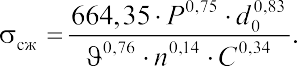 σсж = 664,35 · P^0,75 · d₀^0,83 / ϑ^0,76 · n^0,14 · C^0,34.